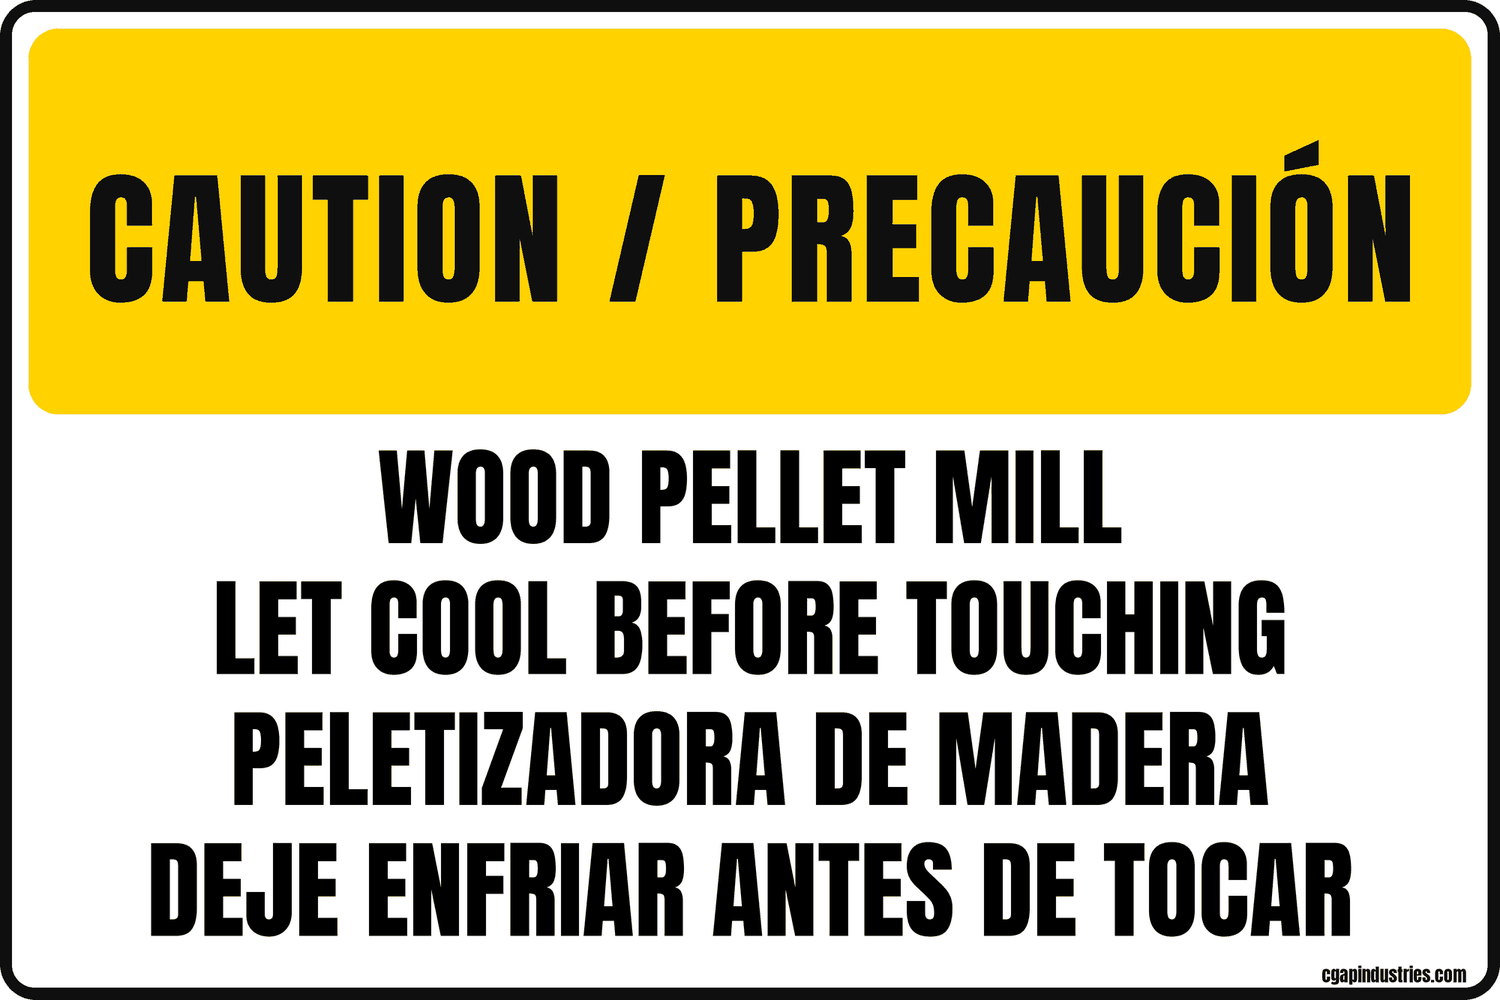 CAUTION / PRECAUCIÓN
WOOD PELLET MILL
LET COOL BEFORE TOUCHING
PELETIZADORA DE MADERA
DEJE ENFRIAR ANTES DE TOCAR
cgapindustries.com